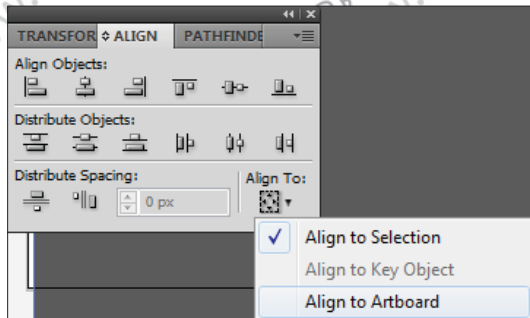 TRANSFOR ALIGN PATHFINDE
Align Objects:
Distribute Objects:
Distribute Spacing: Align To:
0 px
Align to Selection
Align to Key Object
Align to Artboard